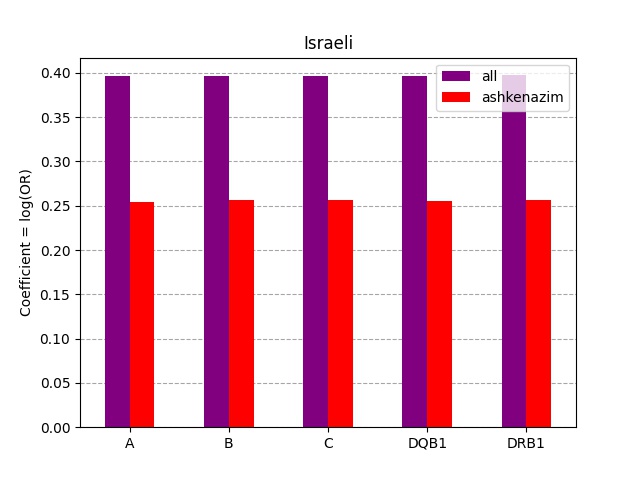 Israeli
Coefficient = log(OR)
0.40
0.35
0.30
0.25
0.20
0.15
0.10
0.05
0.00
all
ashkenazim
A B C DQB1 DRB1